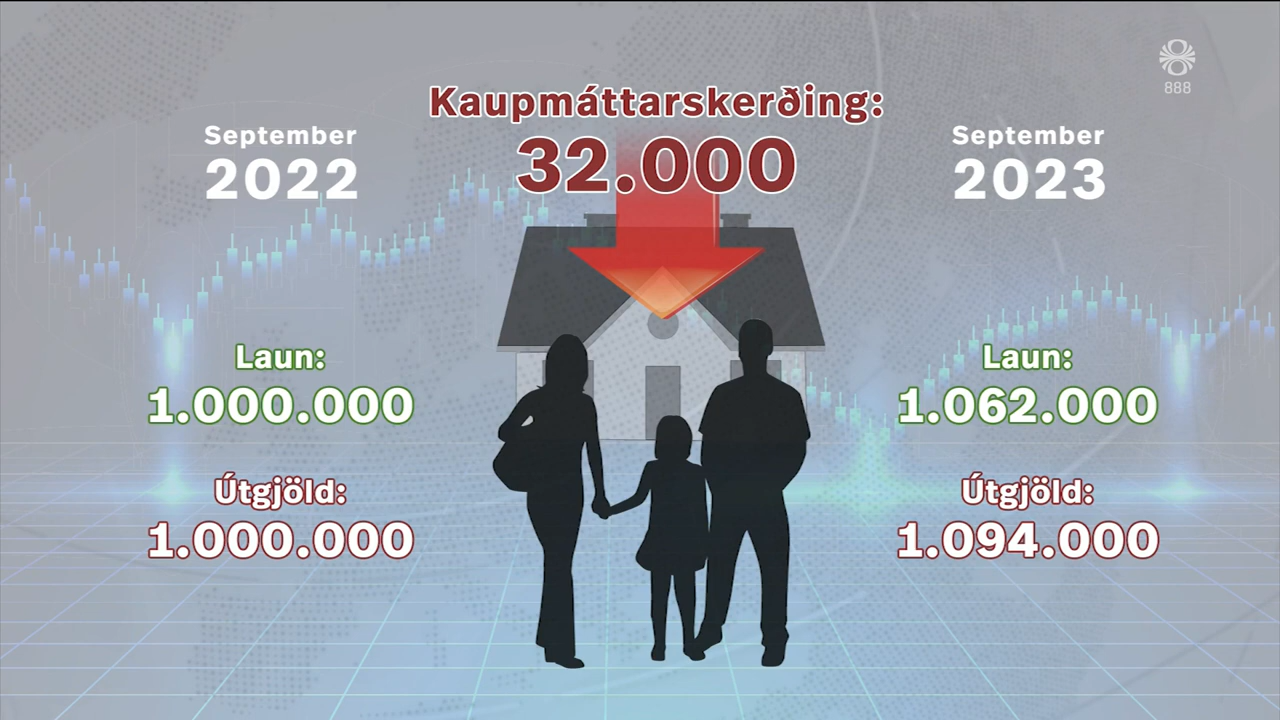 888
Kaupmáttarskerðing:
32.000
September
2022
Laun:
1.000.000
Útgjöld:
1.000.000
September
2023
Laun:
1.062.000
Útgjöld:
1.094.000